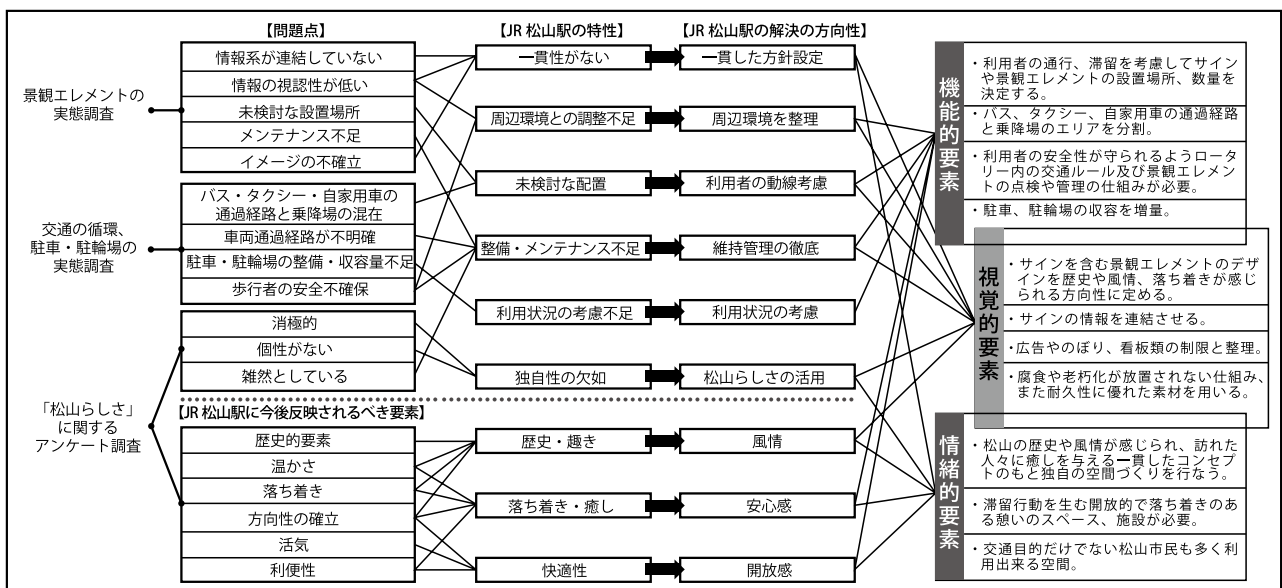 【問題点】
【JR 松山駅の特性】
【JR 松山駅の解決の方向性】
景観エレメントの
実態調査
情報系が連結していない
情報の視認性が低い
未検討な設置場所
メンテナンス不足
イメージの不確立
交通の循環、
駐車・駐輪場の
実態調査
バス・タクシー・自家用車の
通過経路と乗降場の混在
車両通過経路が不明確
駐車・駐輪場の整備・収容量不足
歩行者の安全不確保
「松山らしさ」
に関する
アンケート調査
消極的
個性がない
雑然としている
【JR 松山駅に今後反映されるべき要素】
歴史的要素
温かさ
落ち着き
方向性の確立
活気
利便性
一貫性がない
周辺環境との調整不足
未検討な配置
整備・メンテナンス不足
利用状況の考慮不足
独自性の欠如
歴史・趣き
落ち着き・癒し
快適性
一貫した方針設定
周辺環境を整理
利用者の動線考慮
維持管理の徹底
利用状況の考慮
松山らしさの活用
風情
安心感
開放感
機能的要素
・利用者の通行、滞留を考慮してサイン
や景観エレメントの設置場所、数量を
決定する。
・バス、タクシー、自家用車の通過経路
と乗降場のエリアを分割。
・利用者の安全性が守られるようロータ
リー内の交通ルール及び景観エレメン
トの点検や管理の仕組みが必要。
・駐車、駐輪場の収容を増量。
視覚的要素
・サインを含む景観エレメントのデザ
インを歴史や風情、落ち着きが感じ
られる方向性に定める。
・サインの情報を連結させる。
・広告やのぼり、看板類の制限と整理。
・腐食や老朽化が放置されない仕組み、
また耐久性に優れた素材を用いる。
情緒的要素
・松山の歴史や風情が感じられ、訪れた
人々に癒しを与える一貫したコンセプ
トのもと独自の空間づくりを行なう。
・滞留行動を生む開放的で落ち着きのあ
る憩いのスペース、施設が必要。
・交通目的だけでない松山市民も多く利
用出来る空間。